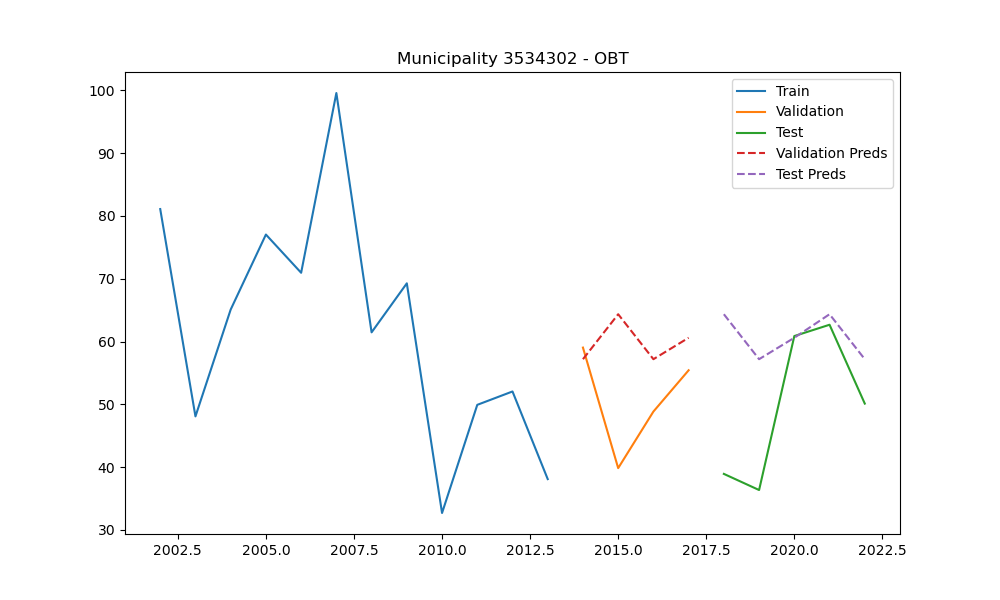 Municipality 3534302 - OBT
100
90
80
70
60
50
40
30
2002.5 2005.0 2007.5 2010.0 2012.5 2015.0 2017.5 2020.0 2022.5
Train
Validation
Test
Validation Preds
Test Preds